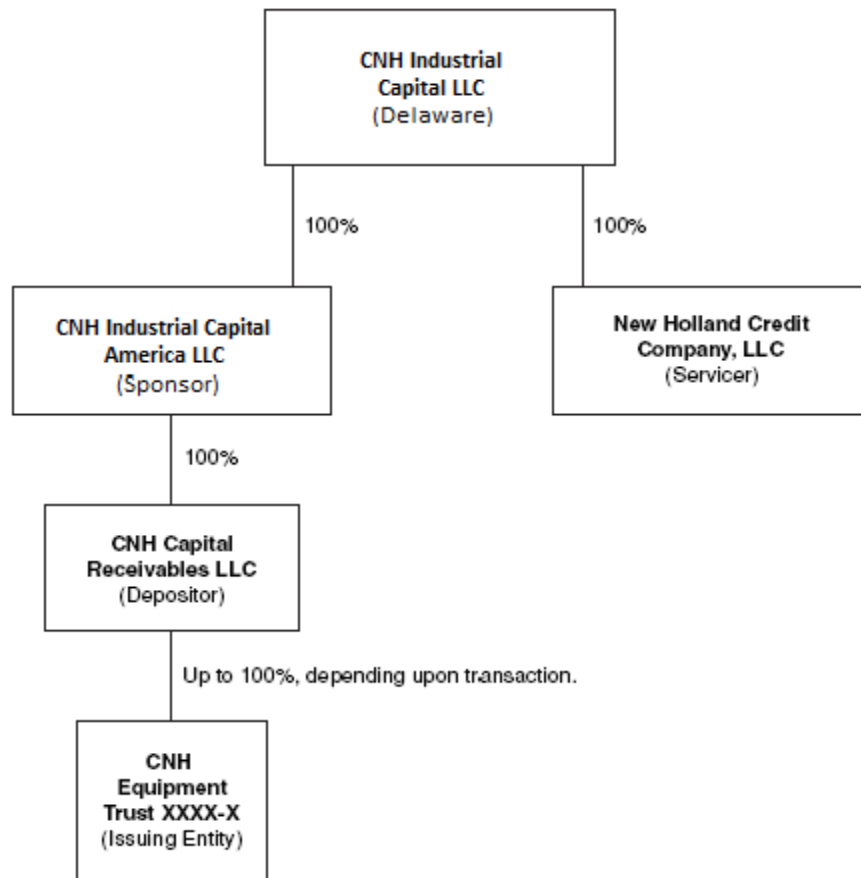 CNH Industrial
Capital LLC
(Delaware)
100%
100%
CNH Industrial Capital
America LLC
(Sponsor)
New Holland Credit
Company, LLC
(Servicer)
100%
CNH Capital
Receivables LLC
(Depositor)
Up to 100%, depending upon transaction.
CNH
Equipment
Trust XXXX-X
(Issuing Entity)